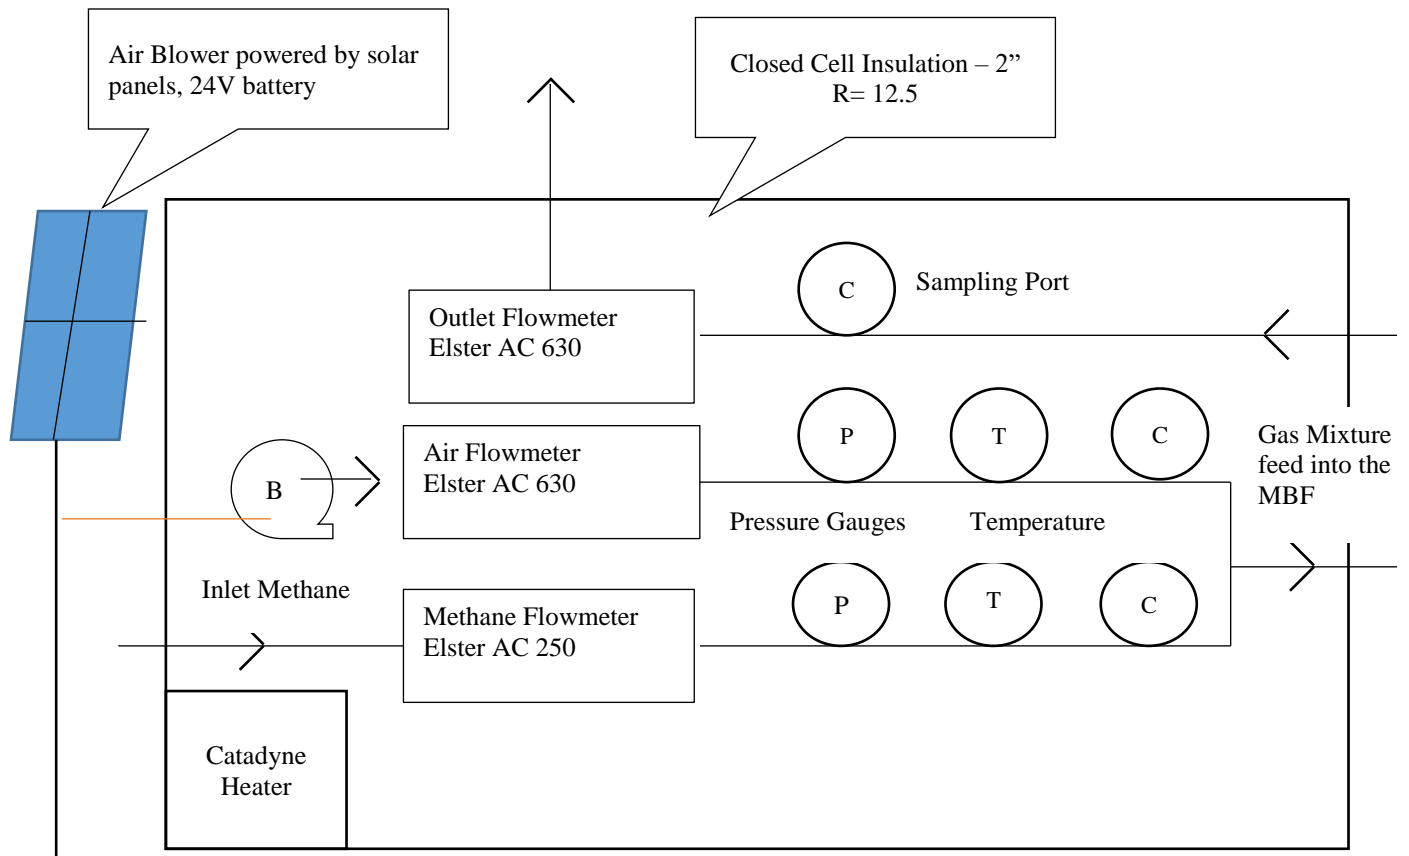 Air Blower powered by solar
panels, 24V battery
Closed Cell Insulation – 2”
R= 12.5
C
Sampling Port
Outlet Flowmeter
Elster AC 630
P
T
C
Gas Mixture
feed into the
MBF
B
Air Flowmeter
Elster AC 630
Pressure Gauges
Temperature
Inlet Methane
Methane Flowmeter
Elster AC 250
P
T
C
Catadyne
Heater